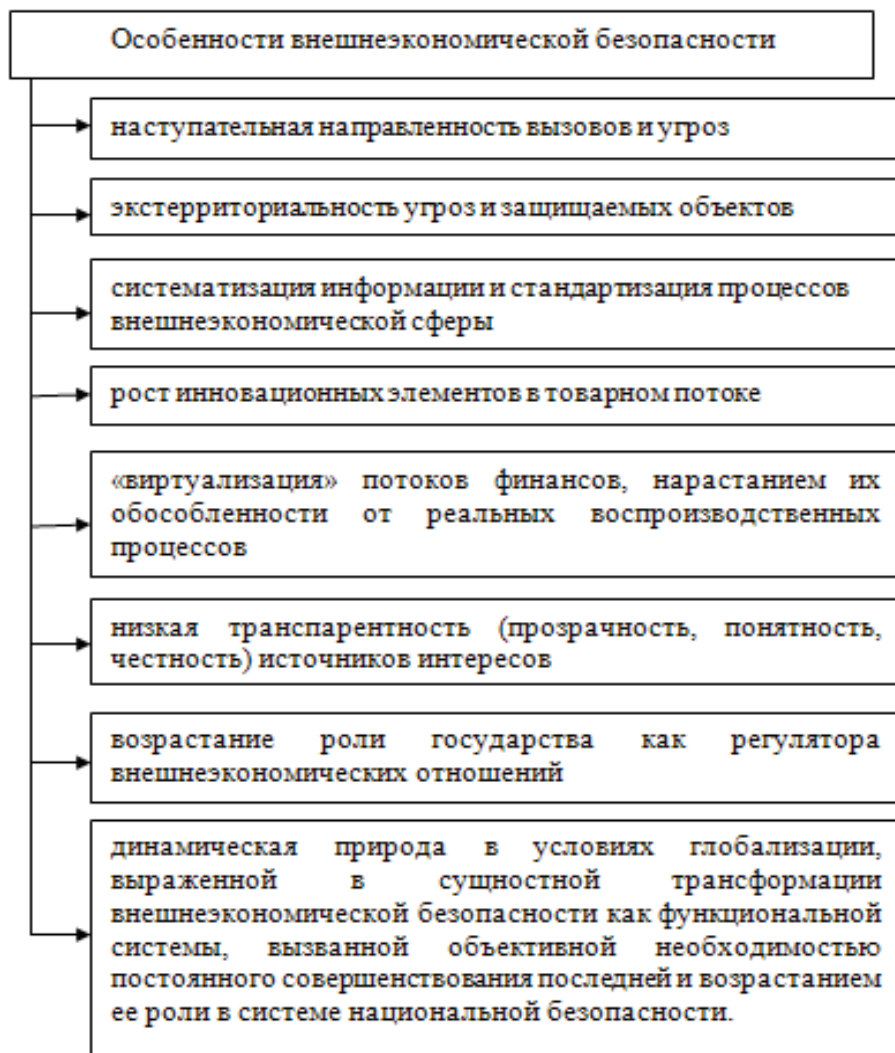 Особенности внешнеэкономической безопасности
наступательная направленность вызовов и угроз
экстерриториальность угроз и защищаемых объектов
систематизация информации и стандартизация процессов
внешнеэкономической сферы
рост инновационных элементов в товарном потоке
«виртуализация» потоков финансов, нарастанием их
обособленности от реальных воспроизводственных
процессов
низкая транспарентность (прозрачность, понятность,
честность) источников интересов
возрастание роли государства как регулятора
внешнеэкономических отношений
динамическая природа в условиях глобализации,
выраженной в сущностной трансформации
внешнеэкономической безопасности как функциональной
системы, вызванной объективной необходимостью
постоянного совершенствования последней и возрастанием
ее роли в системе национальной безопасности.